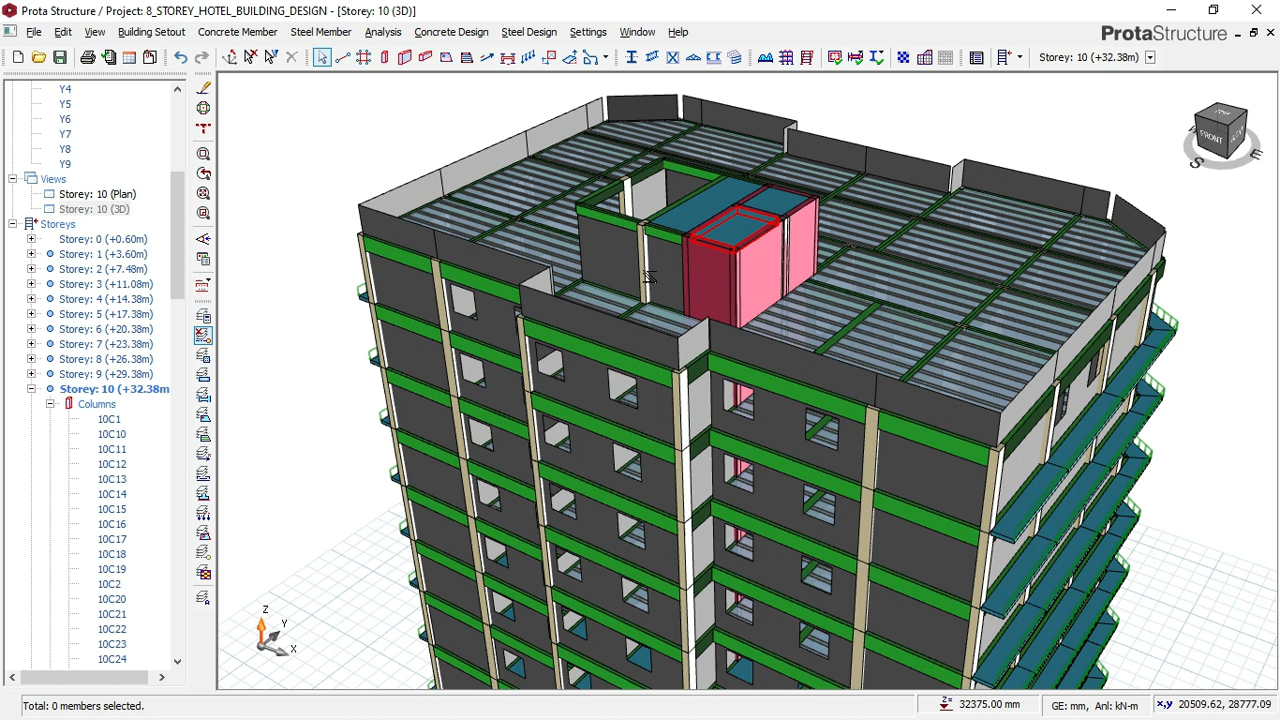 Prota Structure / Project: 8_STOREY_HOTEL_BUILDING_DESIGN - [Storey: 10 (3D)]
File Edit View Building Setout Concrete Member Steel Member Analysis Concrete Design Steel Design Settings Window Help
ProtaStructure
Storey: 10 (+32.38m)
Y4
Y5
Y6
Y7
Y8
Y9
Views
Storey: 10 (Plan)
Storey: 10 (3D)
Storeys
Storey: 0 (+0.60m)
Storey: 1 (+3.60m)
Storey: 2 (+7.48m)
Storey: 3 (+11.08m)
Storey: 4 (+14.38m)
Storey: 5 (+17.38m)
Storey: 6 (+20.38m)
Storey: 7 (+23.38m)
Storey: 8 (+26.38m)
Storey: 9 (+29.38m)
Storey: 10 (+32.38m
Columns
10C1
10C10
10C11
10C12
10C13
10C14
10C15
10C16
10C17
10C18
10C19
10C2
10C20
10C21
10C22
10C23
10C24
FRONT
S
E
Z
Y
X
Total: 0 members selected.
Z= 32375.00 mm
GE: mm, Anl: kN-m
x,y 20509.62, 28777.09